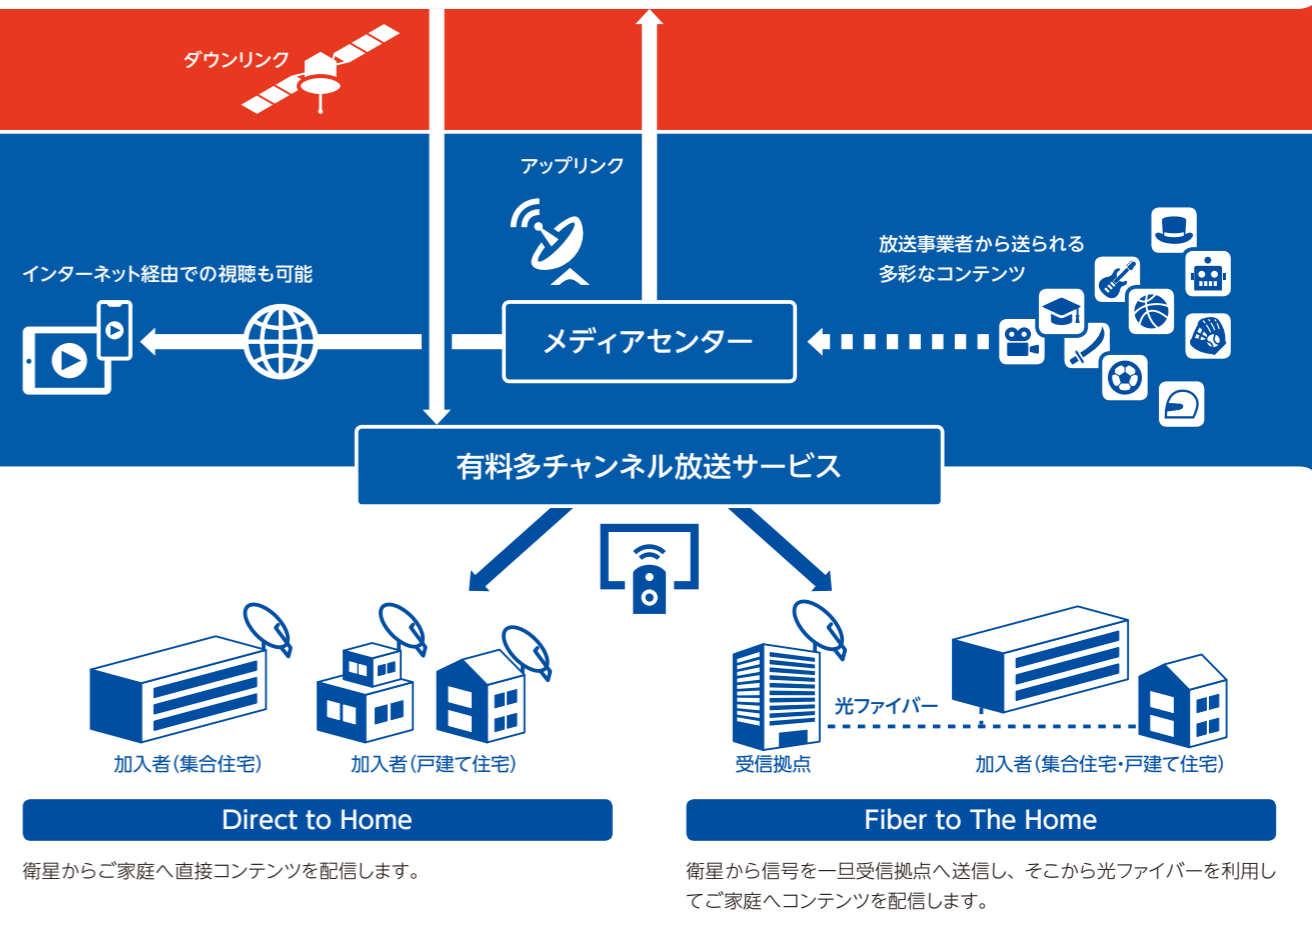 ダウンリンク
アップリンク
放送事業者から送られる
多彩なコンテンツ
インターネット経由での視聴も可能
メディアセンター
有料多チャンネル放送サービス
光ファイバー
加入者(集合住宅)
加入者(戸建て住宅)
受信拠点
加入者(集合住宅・戸建て住宅)
Direct to Home
Fiber to The Home
衛星からご家庭へ直接コンテンツを配信します。
衛星から信号を一旦受信拠点へ送信し、そこから光ファイバーを利用し
てご家庭へコンテンツを配信します。